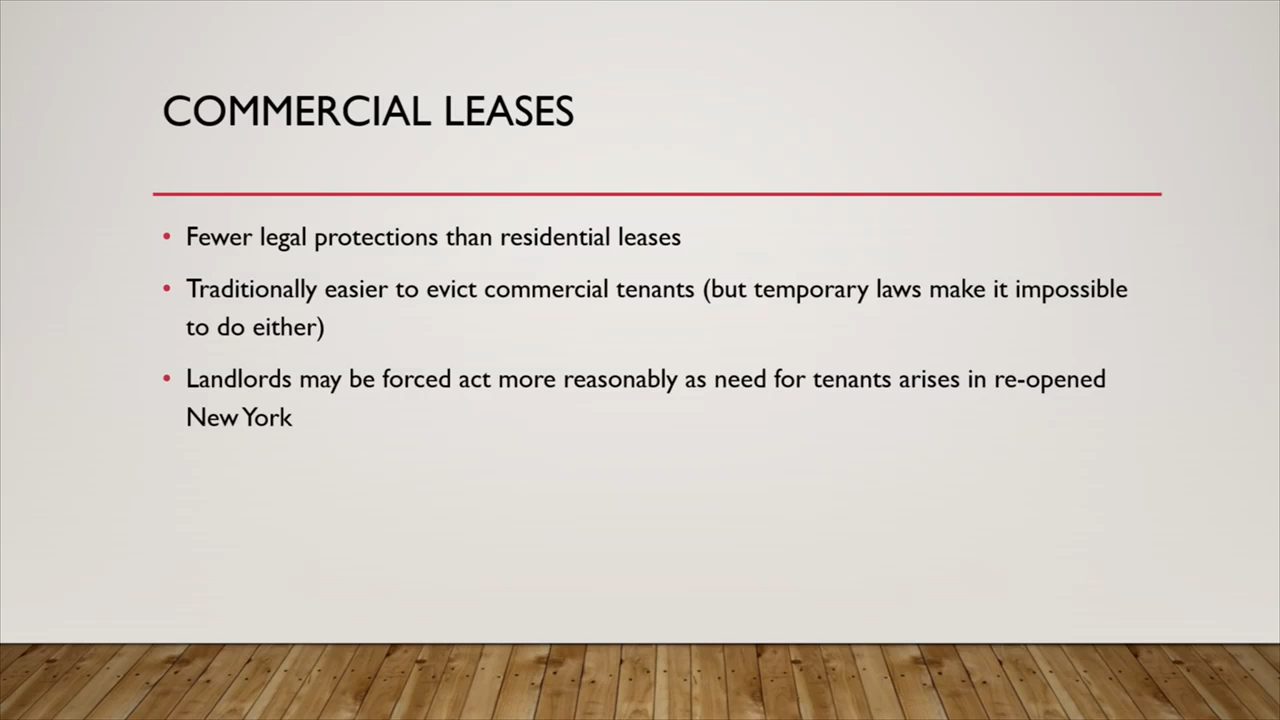 COMMERCIAL LEASES
• Fewer legal protections than residential leases
• Traditionally easier to evict commercial tenants (but temporary laws make it impossible
to do either)
• Landlords may be forced act more reasonably as need for tenants arises in re-opened
New York